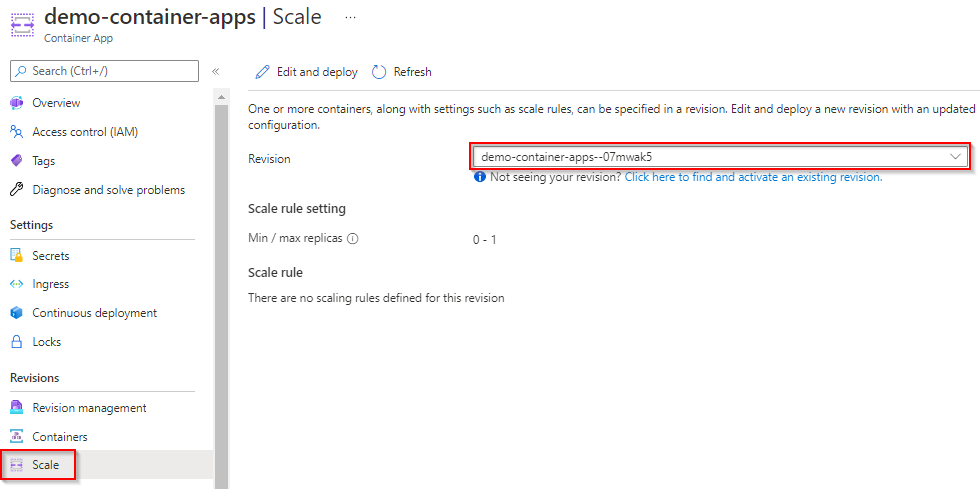 demo-container-apps | Scale ...
Container App
Search (Ctrl+/)
«
Edit and deploy
Refresh
Overview
Access control (IAM)
Tags
Diagnose and solve problems
Settings
Secrets
Ingress
Continuous deployment
Locks
Revisions
Revision management
Containers
Scale
One or more containers, along with settings such as scale rules, can be specified in a revision. Edit and deploy a new revision with an updated
configuration.
Revision
demo-container-apps--07mwak5
Not seeing your revision? Click here to find and activate an existing revision.
Scale rule setting
Min / max replicas
0 - 1
Scale rule
There are no scaling rules defined for this revision